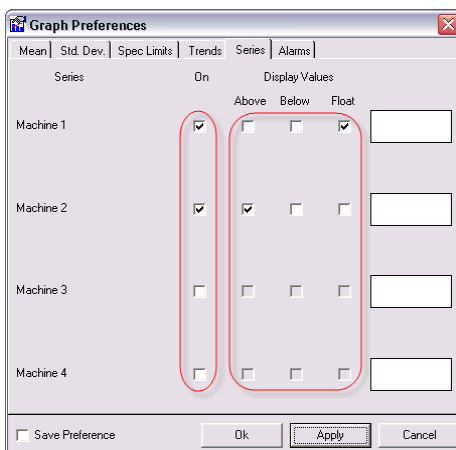 Graph Preferences
Mean Std. Dev. Spec Limits Trends Series Alarms
Series On Display Values
Above Below Float
Machine 1
Machine 2
Machine 3
Machine 4
Save Preference Ok Apply Cancel